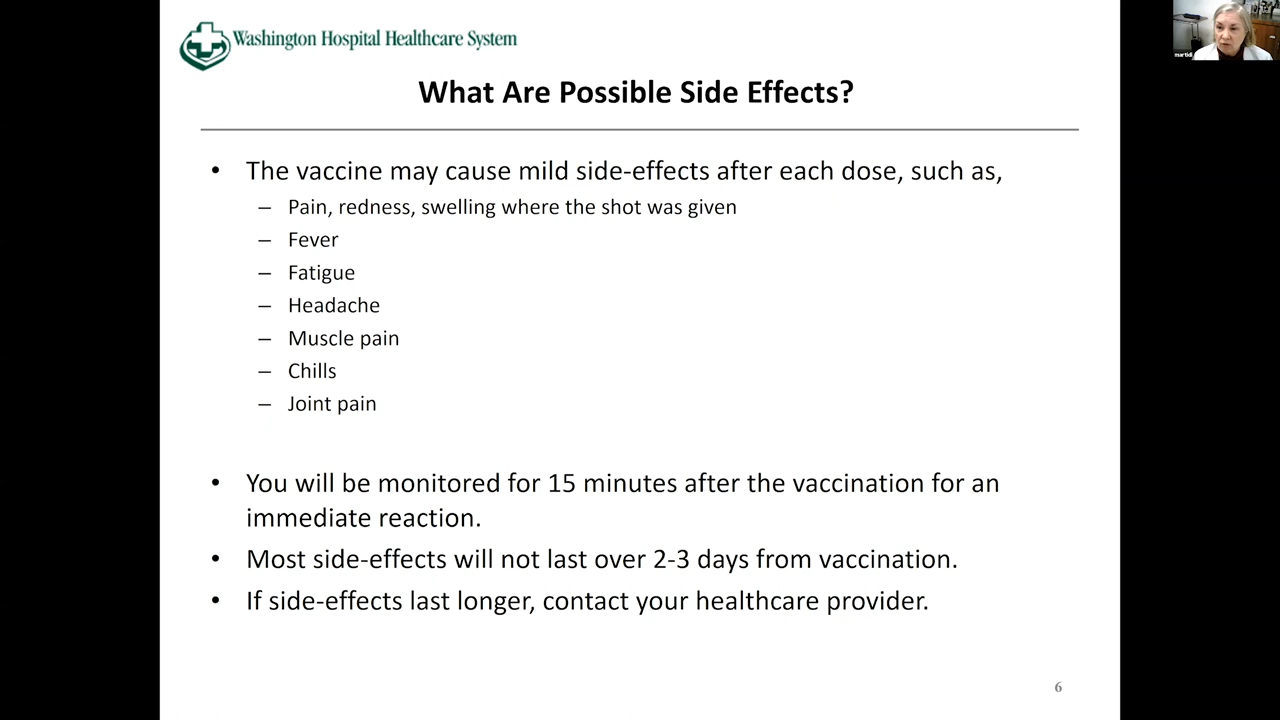 Washington Hospital Healthcare System
martidl
What Are Possible Side Effects?
• The vaccine may cause mild side-effects after each dose, such as,
– Pain, redness, swelling where the shot was given
– Fever
– Fatigue
– Headache
– Muscle pain
– Chills
– Joint pain
• You will be monitored for 15 minutes after the vaccination for an
immediate reaction.
• Most side-effects will not last over 2-3 days from vaccination.
• If side-effects last longer, contact your healthcare provider.
6